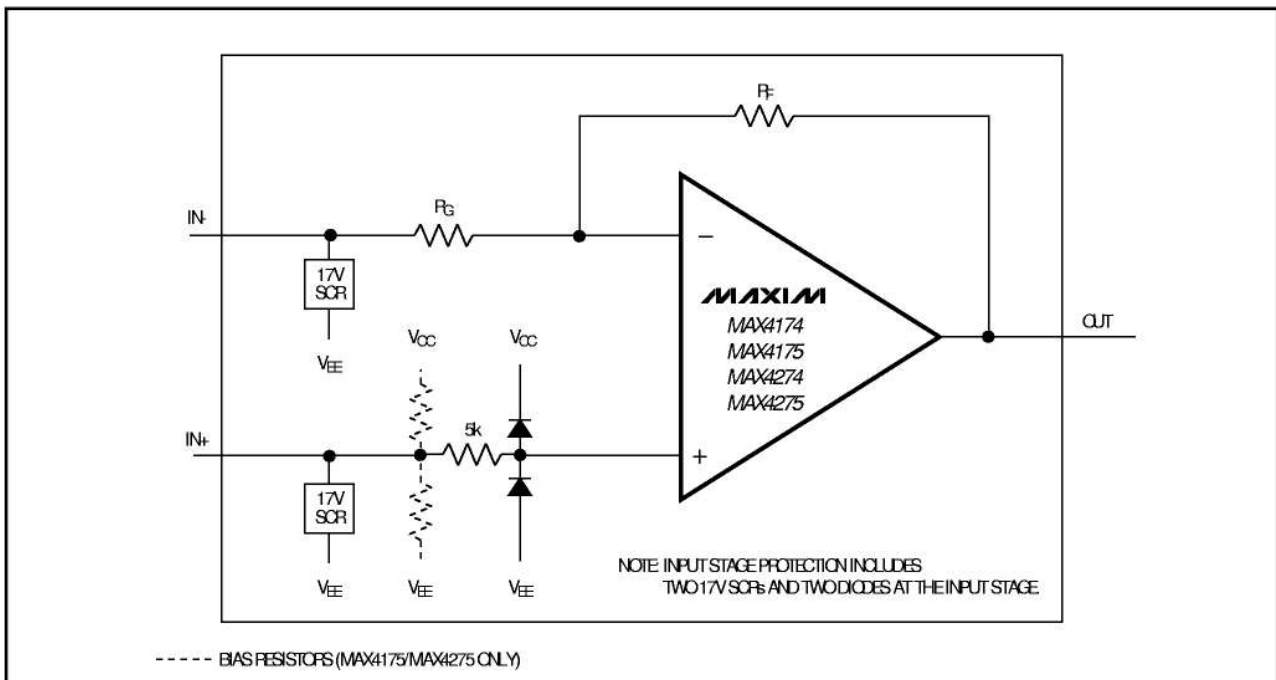 RF
IN-
RG
17V
SCR
VEE
MAXIM
MAX4174
MAX4175
MAX4274
MAX4275
OUT
VCC
VCC
IN+
5k
17V
SCR
VEE
VEE
VEE
NOTE: INPUT STAGE PROTECTION INCLUDES
TWO 17V SCRs AND TWO DIODES AT THE INPUT STAGE.
BIAS RESISTORS (MAX4175/MAX4275 ONLY)